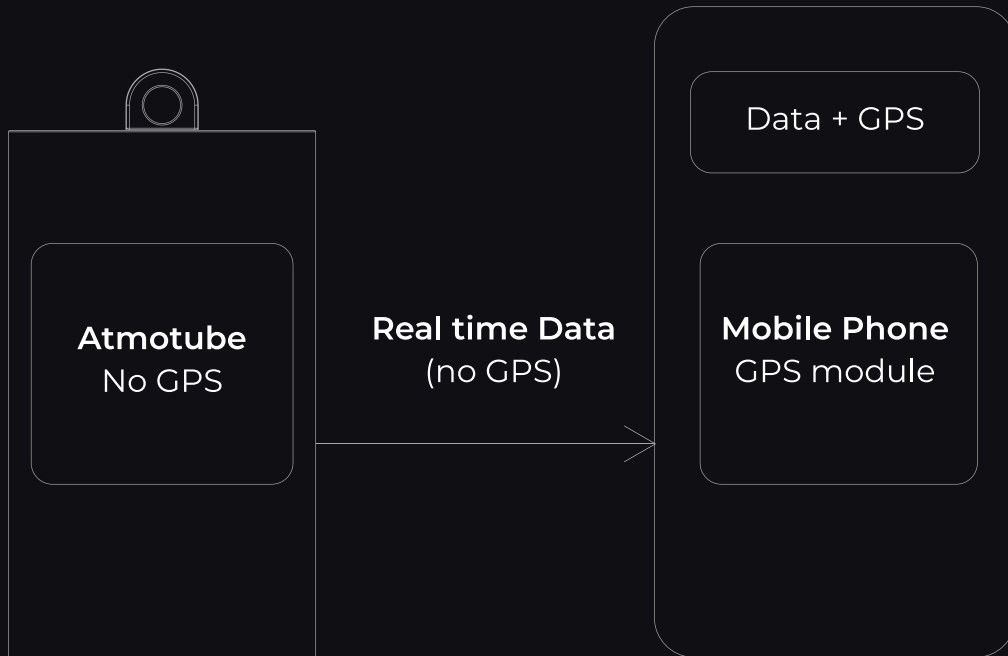 Data + GPS
Atmotube
No GPS
Real time Data
(no GPS)
Mobile Phone
GPS module